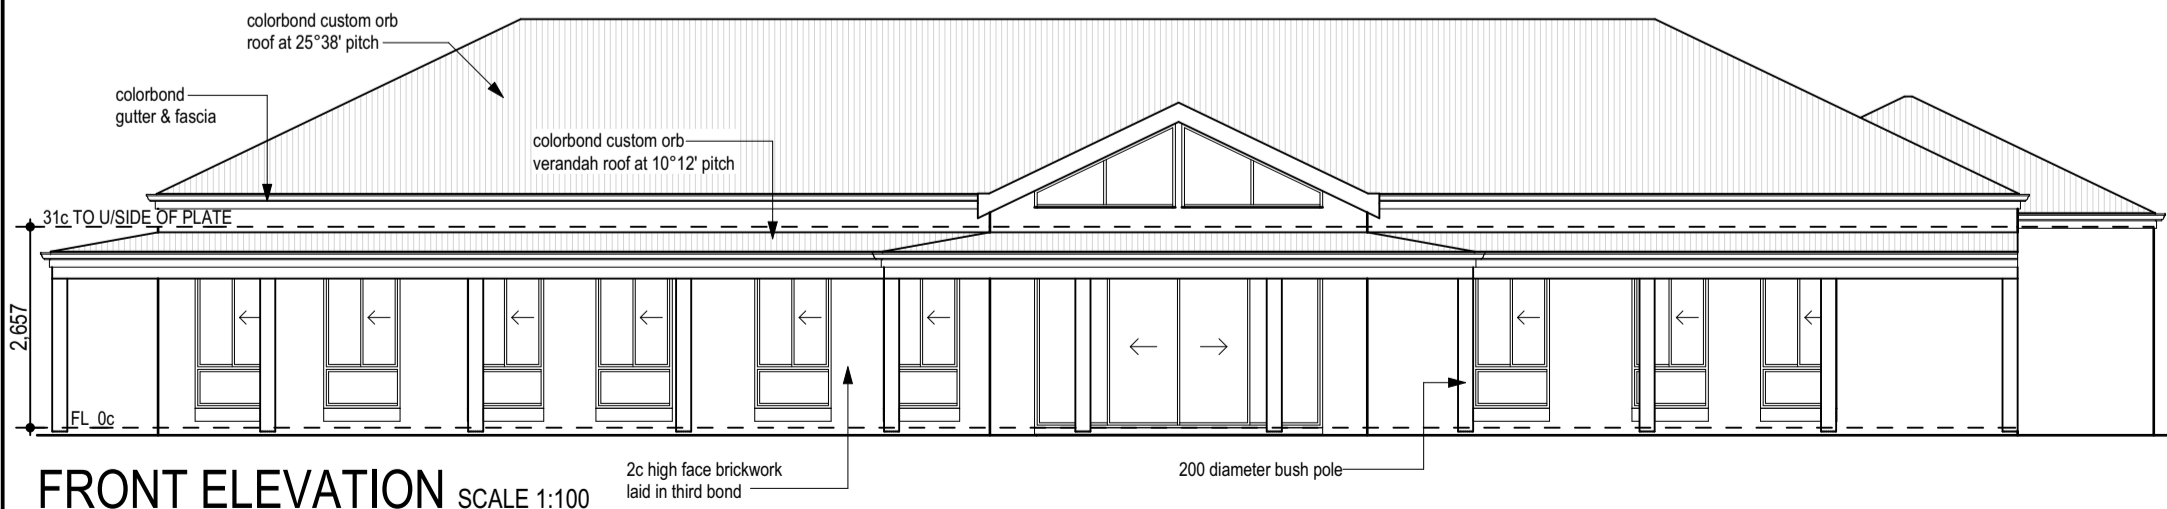 colorbond custom orb
roof at 25°38' pitch
colorbond
gutter & fascia
colorbond custom orb
verandah roof at 10°12' pitch
31c TO U/SIDE OF PLATE
2,657
FL 0c
2c high face brickwork
laid in third bond
200 diameter bush pole
FRONT ELEVATION SCALE 1:100